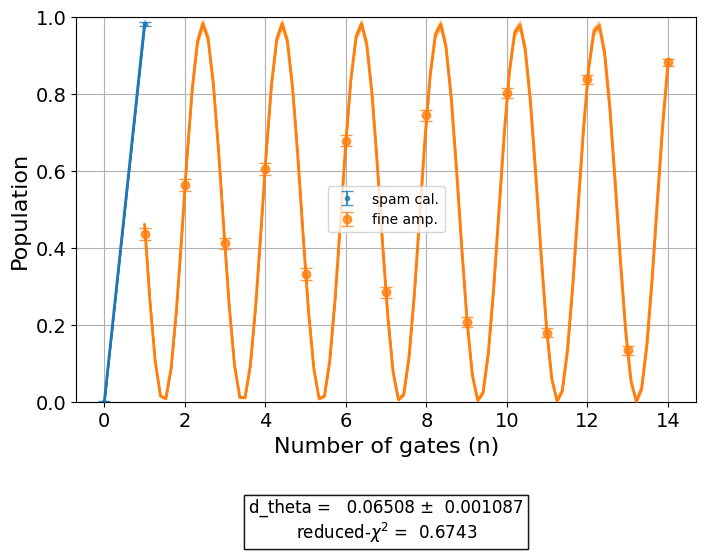 1.0
0.8
0.6
0.4
0.2
0.0
Population
spam cal.
fine amp.
0 2 4 6 8 10 12 14
Number of gates (n)
d_theta = 0.06508 ± 0.001087
reduced-χ² = 0.6743